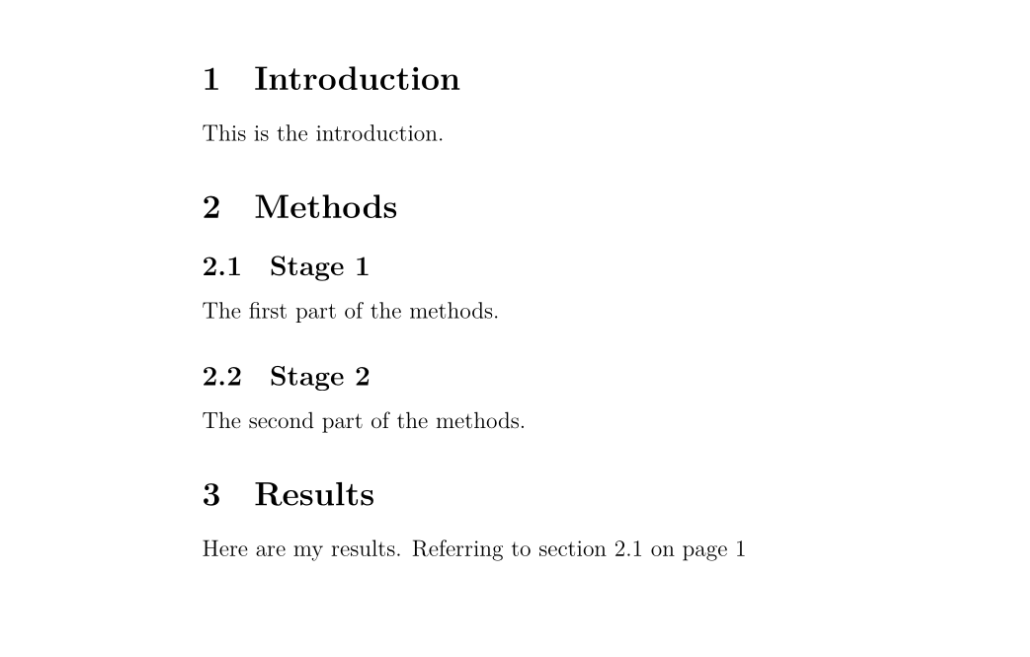 1 Introduction
This is the introduction.
2 Methods
2.1 Stage 1
The first part of the methods.
2.2 Stage 2
The second part of the methods.
3 Results
Here are my results. Referring to section 2.1 on page 1